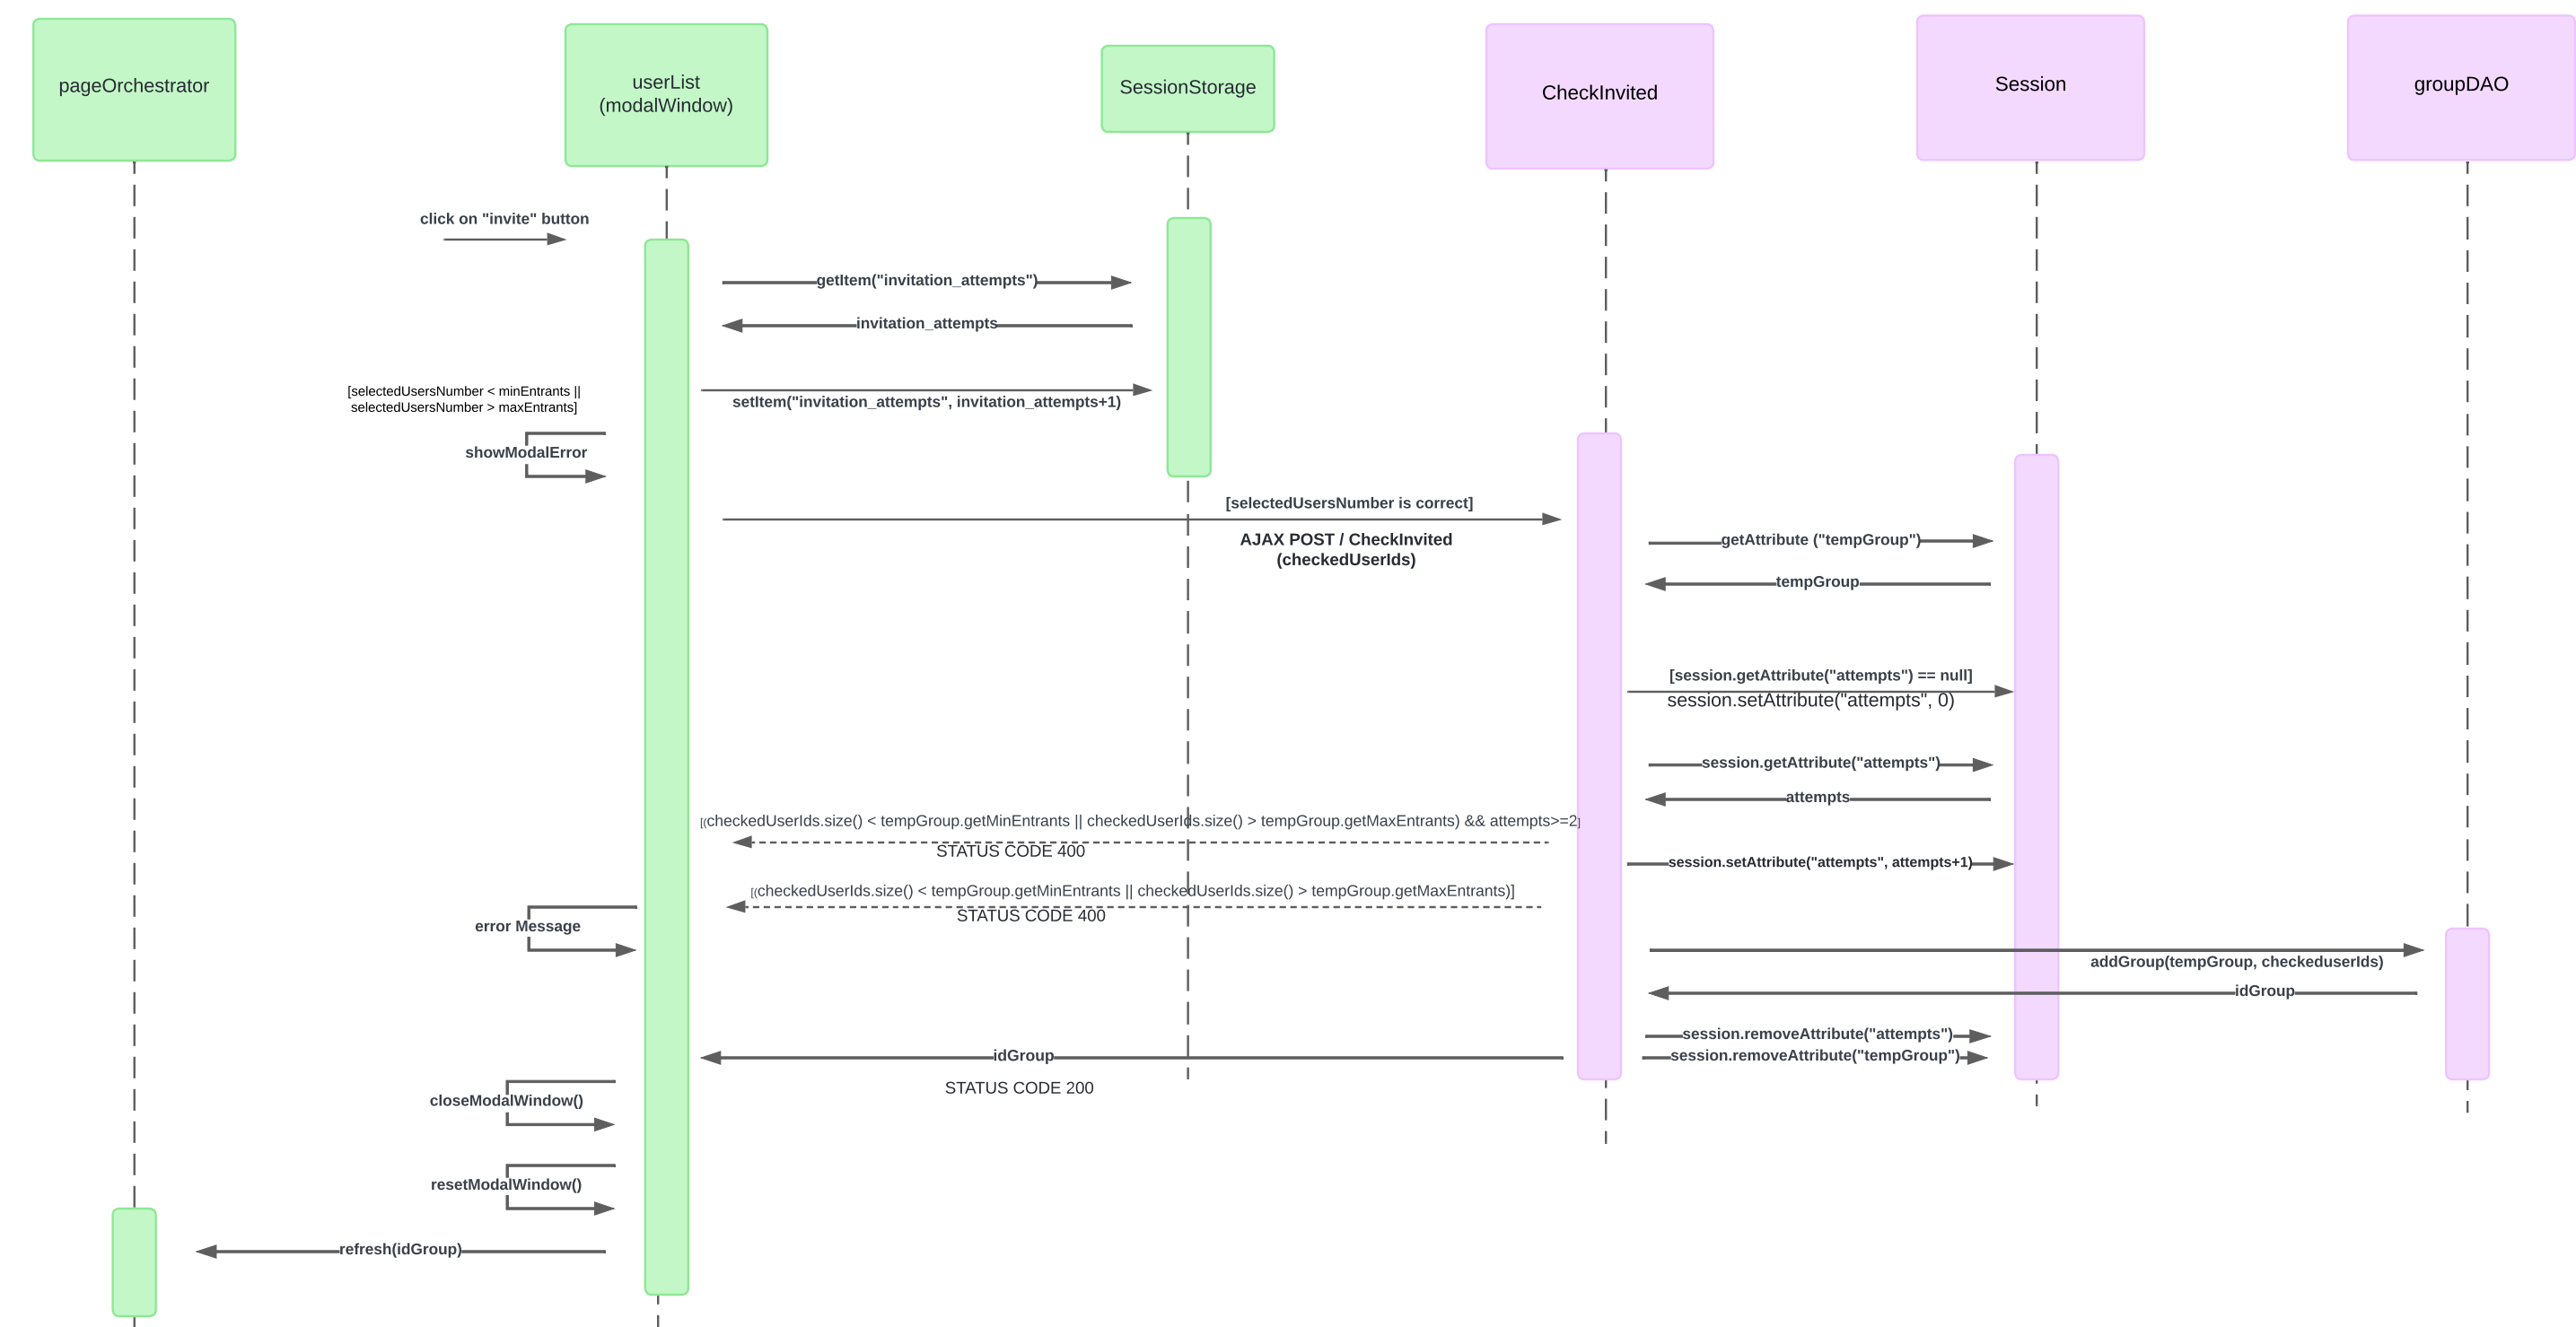 pageOrchestrator
userList
(modalWindow)
SessionStorage
CheckInvited
Session
groupDAO
click on "invite" button
getItem("invitation_attempts")
invitation_attempts
[selectedUsersNumber < minEntrants ||
selectedUsersNumber > maxEntrants]
setItem("invitation_attempts", invitation_attempts+1)
showModalError
[selectedUsersNumber is correct]
AJAX POST / CheckInvited
(checkedUserIds)
getAttribute ("tempGroup")
tempGroup
[session.getAttribute("attempts") == null]
session.setAttribute("attempts", 0)
session.getAttribute("attempts")
attempts
[(checkedUserIds.size() < tempGroup.getMinEntrants || checkedUserIds.size() > tempGroup.getMaxEntrants) && attempts>=2]
STATUS CODE 400
session.setAttribute("attempts", attempts+1)
[(checkedUserIds.size() < tempGroup.getMinEntrants || checkedUserIds.size() > tempGroup.getMaxEntrants)]
STATUS CODE 400
error Message
addGroup(tempGroup, checkeduserIds)
idGroup
session.removeAttribute("attempts")
idGroup
session.removeAttribute("tempGroup")
STATUS CODE 200
closeModalWindow()
resetModalWindow()
refresh(idGroup)